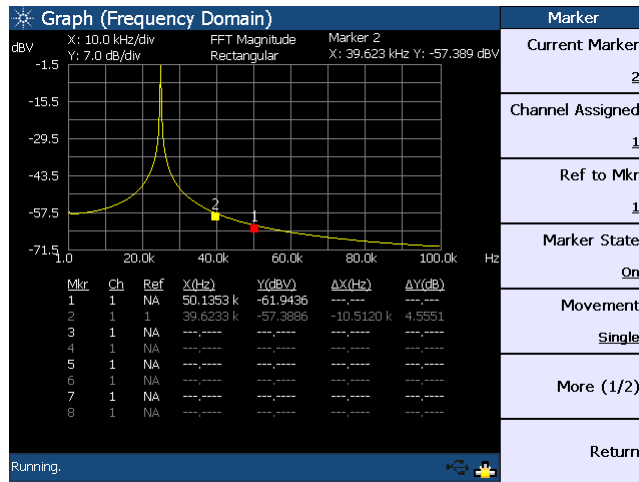 Graph (Frequency Domain)
dBV
X: 10.0 kHz/div
FFT Magnitude
Marker 2
Y: 7.0 dB/div
Rectangular
X: 39.623 kHz Y: -57.389 dBV
-1.5
-15.5
-29.5
-43.5
-57.5
-71.5
2
1
1.0 20.0k 40.0k 60.0k 80.0k 100.0k Hz
Mkr Ch Ref X(Hz) Y(dBV) ΔX(Hz) ΔY(dB)
1 1 NA 50.1353 k -61.9436 ---.--- ---.----
2 1 1 39.6233 k -57.3886 -10.5120 k 4.5551
3 1 NA ---.---- ---.---- ---.---- ---.----
4 1 NA ---.---- ---.---- ---.---- ---.----
5 1 NA ---.---- ---.---- ---.---- ---.----
6 1 NA ---.---- ---.---- ---.---- ---.----
7 1 NA ---.---- ---.---- ---.---- ---.----
8 1 NA ---.---- ---.---- ---.---- ---.----
Running.
Marker
Current Marker
2
Channel Assigned
1
Ref to Mkr
1
Marker State
On
Movement
Single
More (1/2)
Return